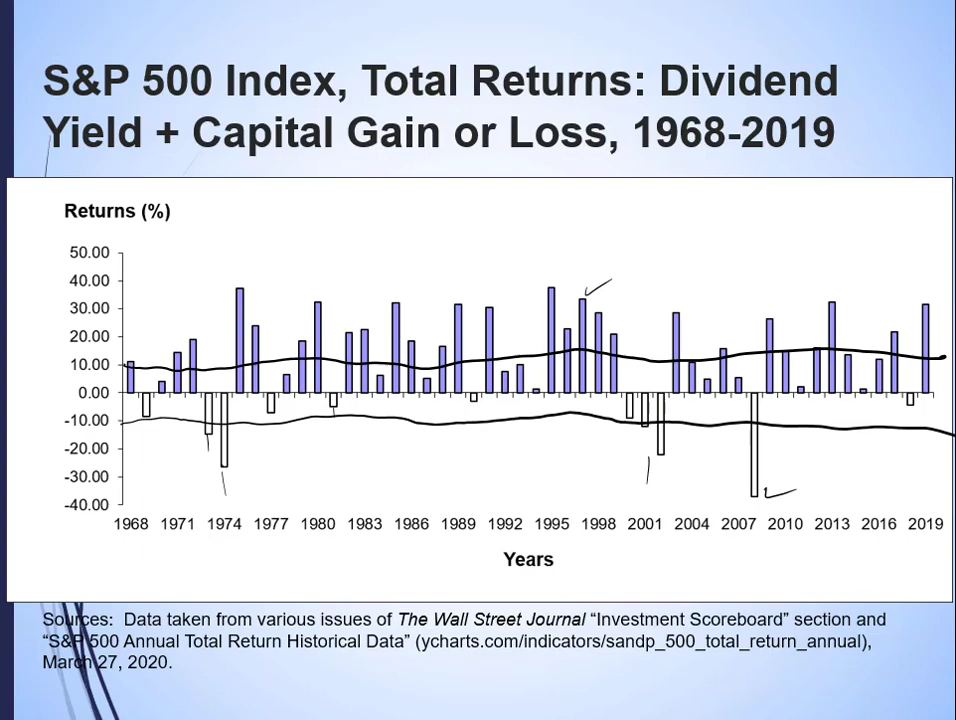 S&P 500 Index, Total Returns: Dividend
Yield + Capital Gain or Loss, 1968-2019
Returns (%)
50.00
40.00
30.00
20.00
10.00
0.00
-10.00
-20.00
-30.00
-40.00
1968 1971 1974 1977 1980 1983 1986 1989 1992 1995 1998 2001 2004 2007 2010 2013 2016 2019
Years
Sources: Data taken from various issues of The Wall Street Journal “Investment Scoreboard” section and
“S&P 500 Annual Total Return Historical Data” (ycharts.com/indicators/sandp_500_total_return_annual),
March 27, 2020.